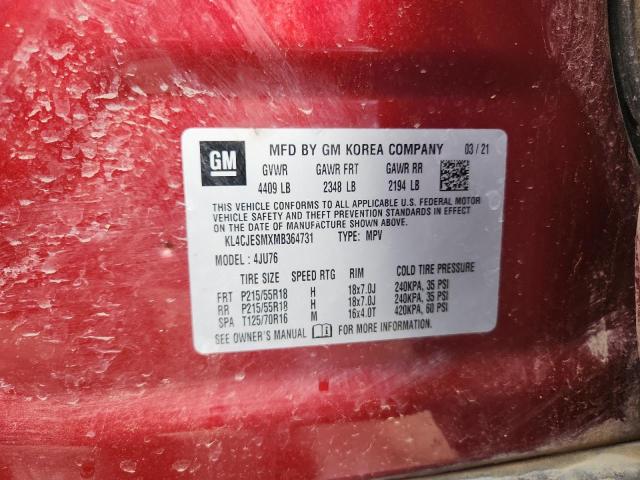 GM
MFD BY GM KOREA COMPANY 03/21
GVWR GAWR FRT GAWR RR
4409 LB 2348 LB 2194 LB
THIS VEHICLE CONFORMS TO ALL APPLICABLE U.S. FEDERAL MOTOR
VEHICLE SAFETY AND THEFT PREVENTION STANDARDS IN EFFECT
ON THE DATE OF MANUFACTURE SHOWN ABOVE.
KL4CJESMXMB364731 TYPE: MPV
MODEL: 4JU76
TIRE SIZE SPEED RTG RIM COLD TIRE PRESSURE
FRT P215/55R18 H 18x7.0J 240KPA, 35 PSI
RR P215/55R18 H 18x7.0J 240KPA, 35 PSI
SPA T125/70R16 M 16x4.0T 420KPA, 60 PSI
SEE OWNER'S MANUAL FOR MORE INFORMATION.